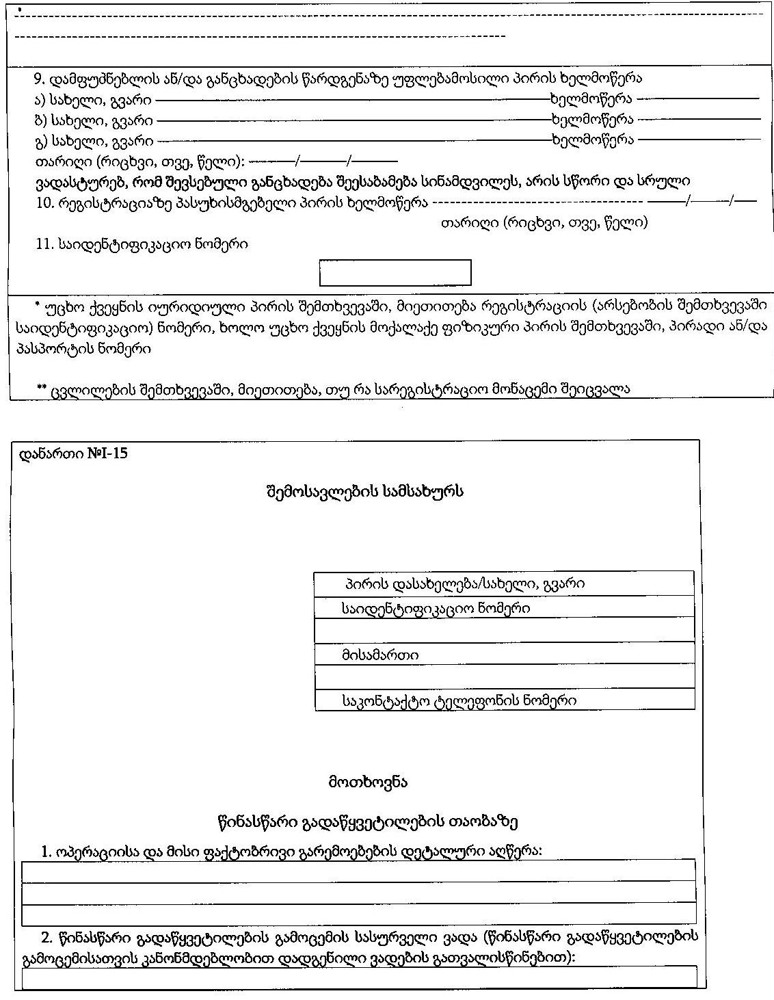 9. დამფუძნებლის ან/და განცხადების წარდგენაზე უფლებამოსილი პირის ხელმოწერა
ა) სახელი, გვარი ——————————ხელმოწერა ——————
ბ) სახელი, გვარი ——————————ხელმოწერა ——————
გ) სახელი, გვარი ——————————ხელმოწერა ——————
თარიღი (რიცხვი, თვე, წელი): ———/———/———
ვადასტურებ, რომ შევსებული განცხადება შეესაბამება სინამდვილეს, არის სწორი და სრული
10. რეგისტრაციაზე პასუხისმგებელი პირის ხელმოწერა ------------------------------------ ———/———/——
თარიღი (რიცხვი, თვე, წელი)
11. საიდენტიფიკაციო ნომერი
* უცხო ქვეყნის იურიდიული პირის შემთხვევაში, მიეთითება რეგისტრაციის (არსებობის შემთხვევაში
საიდენტიფიკაციო) ნომერი, ხოლო უცხო ქვეყნის მოქალაქე ფიზიკური პირის შემთხვევაში, პირადი ან/და
პასპორტის ნომერი
** ცვლილების შემთხვევაში, მიეთითება, თუ რა სარეგისტრაციო მონაცემი შეიცვალა
დანართი №I-15
შემოსავლების სამსახურს
პირის დასახელება/სახელი, გვარი
საიდენტიფიკაციო ნომერი
მისამართი
საკონტაქტო ტელეფონის ნომერი
მოთხოვნა
წინასწარი გადაწყვეტილების თაობაზე
1. ოპერაციისა და მისი ფაქტობრივი გარემოებების დეტალური აღწერა:
2. წინასწარი გადაწყვეტილების გამოცემის სასურველი ვადა (წინასწარი გადაწყვეტილების
გამოცემისათვის კანონმდებლობით დადგენილი ვადების გათვალისწინებით):